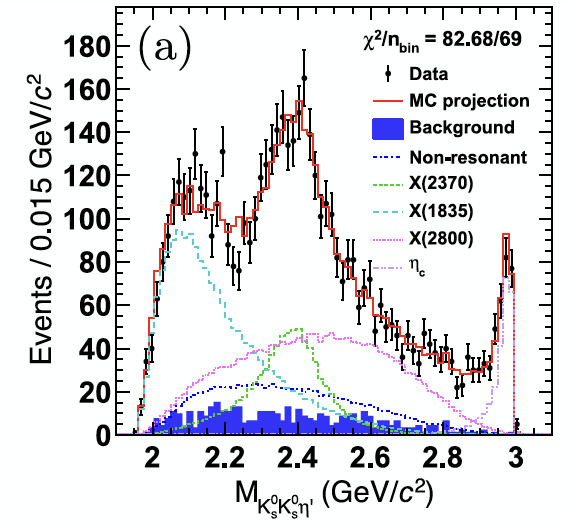 (a)
χ²/n_bin = 82.68/69
Data
MC projection
Background
Non-resonant
X(2370)
X(1835)
X(2800)
η_c
Events / 0.015 GeV/c²
180
160
140
120
100
80
60
40
20
0
2 2.2 2.4 2.6 2.8 3
M_{K_s^0 K_s^0 η'} (GeV/c²)